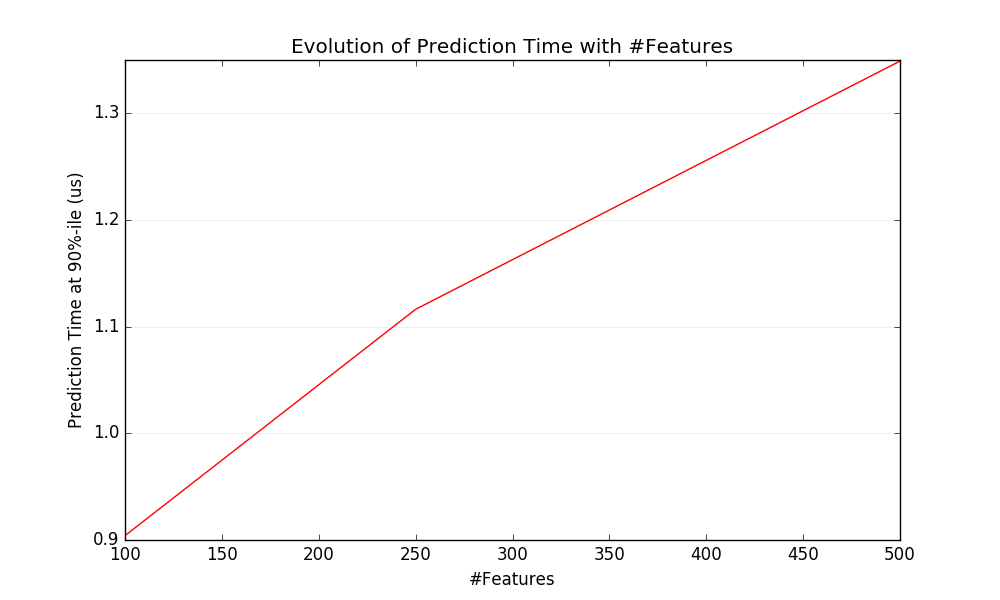 Evolution of Prediction Time with #Features
Prediction Time at 90%-ile (us)
1.3
1.2
1.1
1.0
0.9
100 150 200 250 300 350 400 450 500
#Features